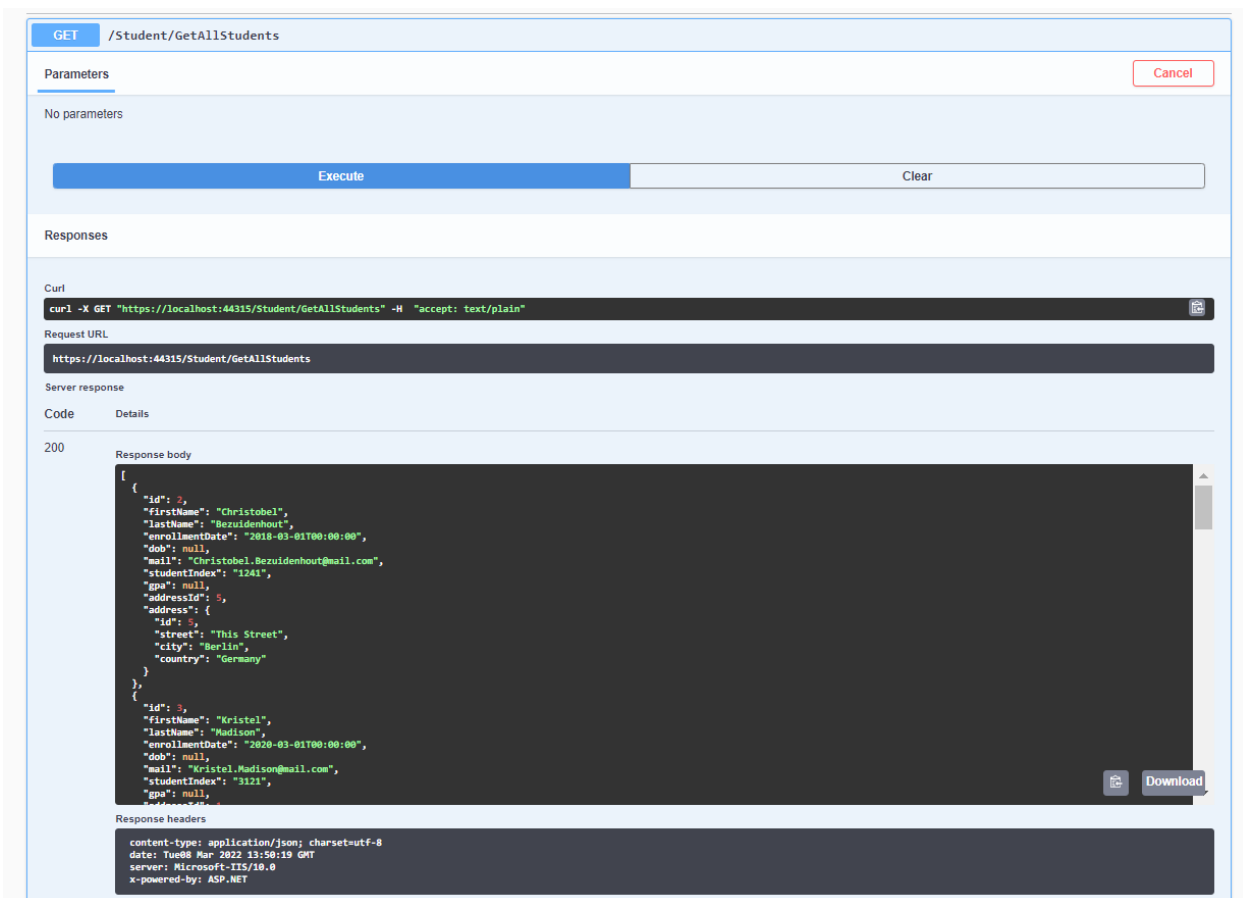 GET /Student/GetAllStudents
Parameters
Cancel
No parameters
Execute
Clear
Responses
Curl
curl -X GET "https://localhost:44315/Student/GetAllStudents" -H  "accept: text/plain"
Request URL
https://localhost:44315/Student/GetAllStudents
Server response
Code Details
200
Response body
[
  {
    "id": 2,
    "firstName": "Christobel",
    "lastName": "Bezuidenhout",
    "enrollmentDate": "2018-03-01T00:00:00",
    "dob": null,
    "mail": "Christobel.Bezuidenhout@mail.com",
    "studentIndex": "1241",
    "gpa": null,
    "addressId": 5,
    "address": {
      "id": 5,
      "street": "This Street",
      "city": "Berlin",
      "country": "Germany"
    }
  },
  {
    "id": 3,
    "firstName": "Kristel",
    "lastName": "Madison",
    "enrollmentDate": "2020-03-01T00:00:00",
    "dob": null,
    "mail": "Kristel.Madison@mail.com",
    "studentIndex": "3121",
    "gpa": null,
Download
Response headers
content-type: application/json; charset=utf-8
date: Tue08 Mar 2022 13:50:19 GMT
server: Microsoft-IIS/10.0
x-powered-by: ASP.NET